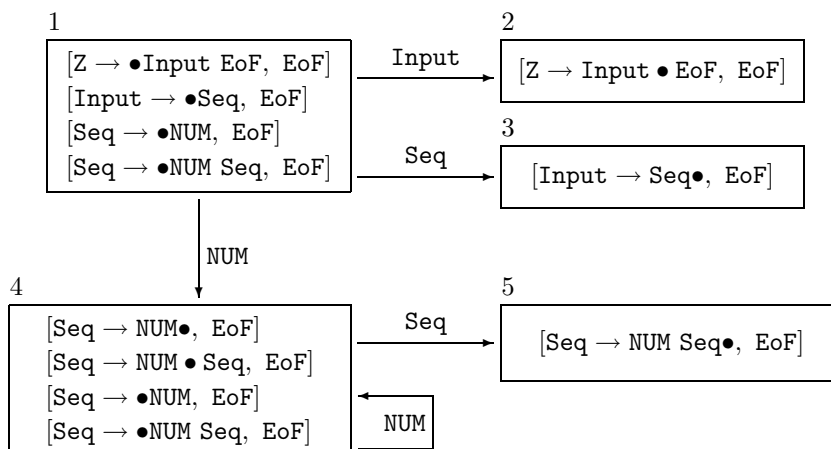 1
[Z → •Input EoF, EoF]
[Input → •Seq, EoF]
[Seq → •NUM, EoF]
[Seq → •NUM Seq, EoF]
Input
2
[Z → Input • EoF, EoF]
Seq
3
[Input → Seq•, EoF]
NUM
4
[Seq → NUM•, EoF]
[Seq → NUM • Seq, EoF]
[Seq → •NUM, EoF]
[Seq → •NUM Seq, EoF]
NUM
Seq
5
[Seq → NUM Seq•, EoF]